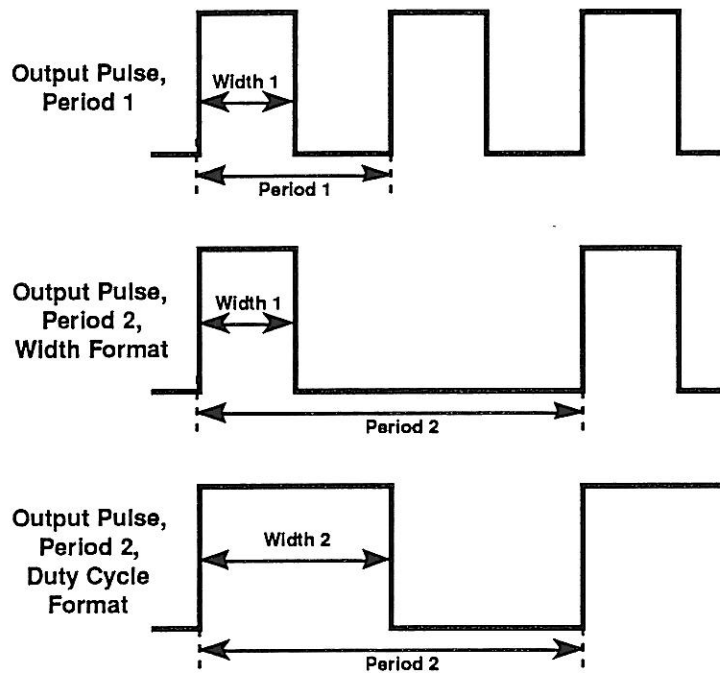 Output Pulse,
Period 1
Width 1
Period 1
Output Pulse,
Period 2,
Width Format
Width 1
Period 2
Output Pulse,
Period 2,
Duty Cycle
Format
Width 2
Period 2